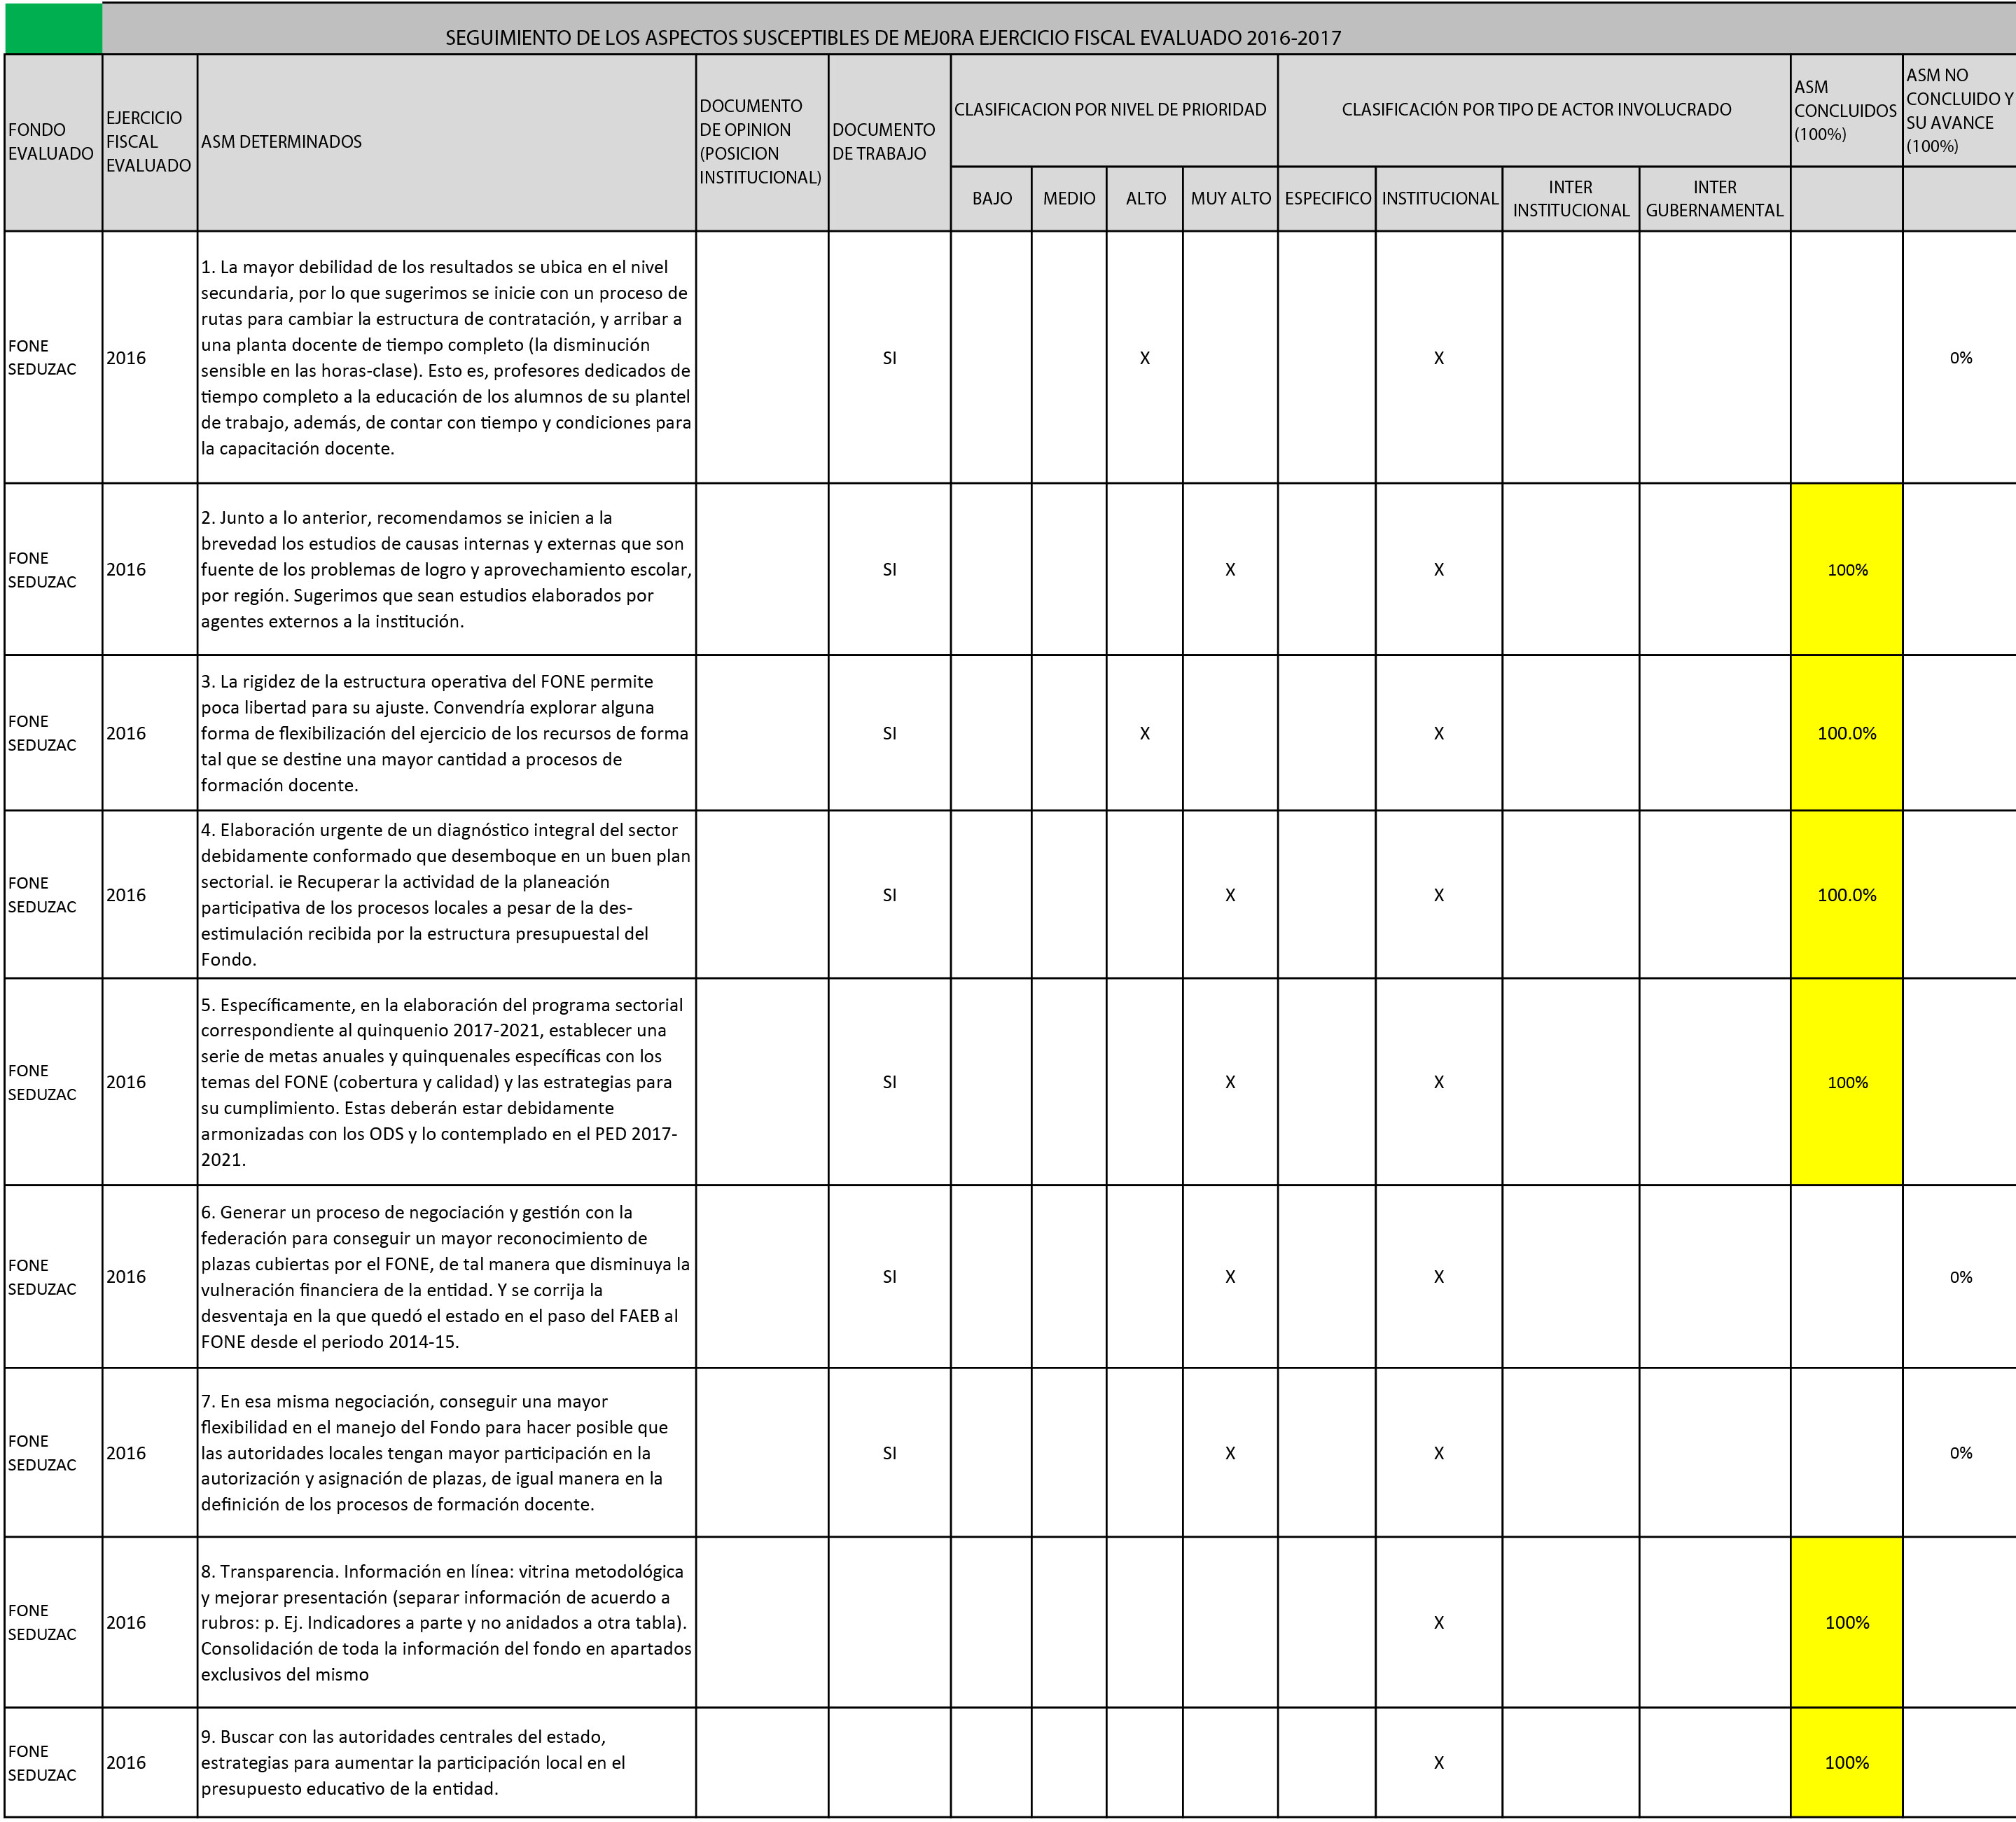 SEGUIMIENTO DE LOS ASPECTOS SUSCEPTIBLES DE MEJ0RA EJERCICIO FISCAL EVALUADO 2016-2017
FONDO
EVALUADO
EJERCICIO
FISCAL
EVALUADO
ASM DETERMINADOS
DOCUMENTO
DE OPINION
(POSICION
INSTITUCIONAL)
DOCUMENTO
DE TRABAJO
CLASIFICACION POR NIVEL DE PRIORIDAD
CLASIFICACIÓN POR TIPO DE ACTOR INVOLUCRADO
ASM
CONCLUIDOS
(100%)
ASM NO
CONCLUIDO Y
SU AVANCE
(100%)
BAJO
MEDIO
ALTO
MUY ALTO
ESPECIFICO
INSTITUCIONAL
INTER
INSTITUCIONAL
INTER
GUBERNAMENTAL
FONE
SEDUZAC
2016
1. La mayor debilidad de los resultados se ubica en el nivel
secundaria, por lo que sugerimos se inicie con un proceso de
rutas para cambiar la estructura de contratación, y arribar a
una planta docente de tiempo completo (la disminución
sensible en las horas-clase). Esto es, profesores dedicados de
tiempo completo a la educación de los alumnos de su plantel
de trabajo, además, de contar con tiempo y condiciones para
la capacitación docente.
SI
X
X
0%
FONE
SEDUZAC
2016
2. Junto a lo anterior, recomendamos se inicien a la
brevedad los estudios de causas internas y externas que son
fuente de los problemas de logro y aprovechamiento escolar,
por región. Sugerimos que sean estudios elaborados por
agentes externos a la institución.
SI
X
X
100%
FONE
SEDUZAC
2016
3. La rigidez de la estructura operativa del FONE permite
poca libertad para su ajuste. Convendría explorar alguna
forma de flexibilización del ejercicio de los recursos de forma
tal que se destine una mayor cantidad a procesos de
formación docente.
SI
X
X
100.0%
FONE
SEDUZAC
2016
4. Elaboración urgente de un diagnóstico integral del sector
debidamente conformado que desemboque en un buen plan
sectorial. ie Recuperar la actividad de la planeación
participativa de los procesos locales a pesar de la des-
estimulación recibida por la estructura presupuestal del
Fondo.
SI
X
X
100.0%
FONE
SEDUZAC
2016
5. Específicamente, en la elaboración del programa sectorial
correspondiente al quinquenio 2017-2021, establecer una
serie de metas anuales y quinquenales específicas con los
temas del FONE (cobertura y calidad) y las estrategias para
su cumplimiento. Estas deberán estar debidamente
armonizadas con los ODS y lo contemplado en el PED 2017-
2021.
SI
X
X
100%
FONE
SEDUZAC
2016
6. Generar un proceso de negociación y gestión con la
federación para conseguir un mayor reconocimiento de
plazas cubiertas por el FONE, de tal manera que disminuya la
vulneración financiera de la entidad. Y se corrija la
desventaja en la que quedó el estado en el paso del FAEB al
FONE desde el periodo 2014-15.
SI
X
X
0%
FONE
SEDUZAC
2016
7. En esa misma negociación, conseguir una mayor
flexibilidad en el manejo del Fondo para hacer posible que
las autoridades locales tengan mayor participación en la
autorización y asignación de plazas, de igual manera en la
definición de los procesos de formación docente.
SI
X
X
0%
FONE
SEDUZAC
2016
8. Transparencia. Información en línea: vitrina metodológica
y mejorar presentación (separar información de acuerdo a
rubros: p. Ej. Indicadores a parte y no anidados a otra tabla).
Consolidación de toda la información del fondo en apartados
exclusivos del mismo
X
100%
FONE
SEDUZAC
2016
9. Buscar con las autoridades centrales del estado,
estrategias para aumentar la participación local en el
presupuesto educativo de la entidad.
X
100%